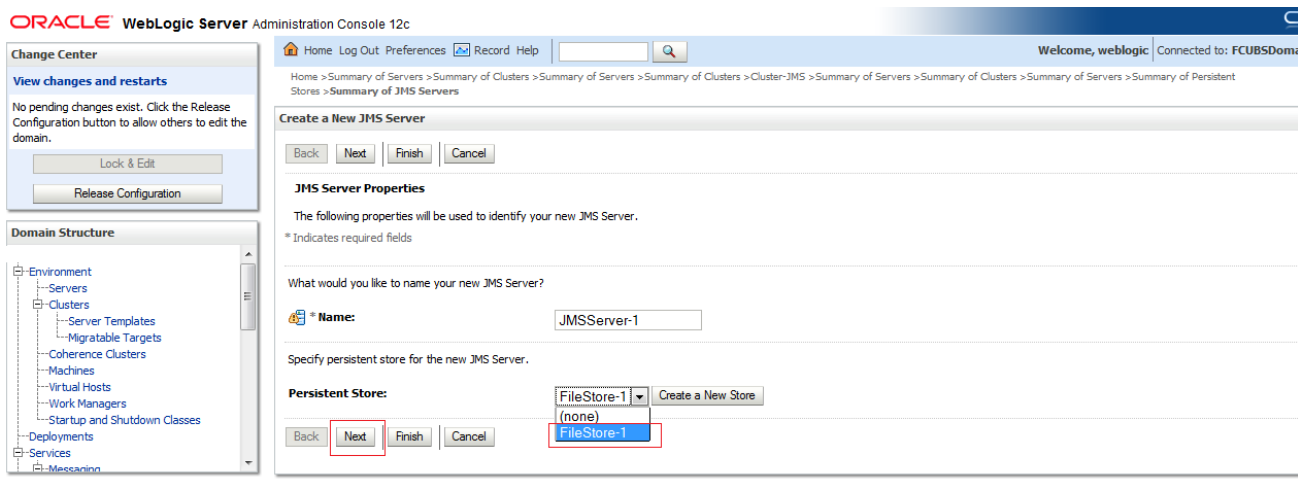 ORACLE WebLogic Server Administration Console 12c
Change Center
View changes and restarts
No pending changes exist. Click the Release
Configuration button to allow others to edit the
domain.
Lock & Edit
Release Configuration
Domain Structure
Environment
Servers
Clusters
Server Templates
Migratable Targets
Coherence Clusters
Machines
Virtual Hosts
Work Managers
Startup and Shutdown Classes
Deployments
Services
Messaging
Home Log Out Preferences Record Help
Welcome, weblogic Connected to: FCUBSDoma
Home >Summary of Servers >Summary of Clusters >Summary of Servers >Summary of Clusters >Cluster-JMS >Summary of Servers >Summary of Clusters >Summary of Servers >Summary of Persistent
Stores >Summary of JMS Servers
Create a New JMS Server
Back Next Finish Cancel
JMS Server Properties
The following properties will be used to identify your new JMS Server.
* Indicates required fields
What would you like to name your new JMS Server?
* Name: JMSServer-1
Specify persistent store for the new JMS Server.
Persistent Store: FileStore-1 Create a New Store
(none)
FileStore-1
Back Next Finish Cancel